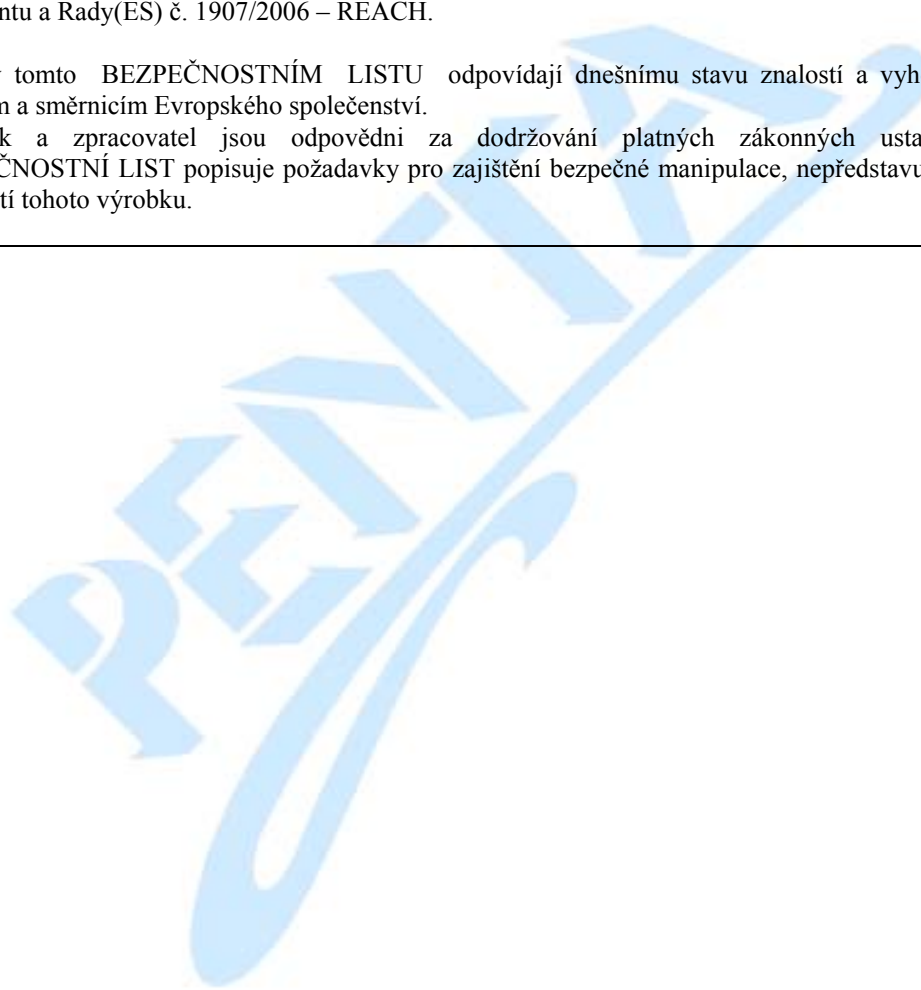 ntu a Rady(ES) č. 1907/2006 – REACH.
tomto BEZPEČNOSTNÍM LISTU odpovídají dnešnímu stavu znalostí a vyh
m a směrnicím Evropského společenství.
k a zpracovatel jsou odpovědni za dodržování platných zákonných usta
ČNOSTNÍ LIST popisuje požadavky pro zajištění bezpečné manipulace, nepředstavu
tí tohoto výrobku.
PENTA